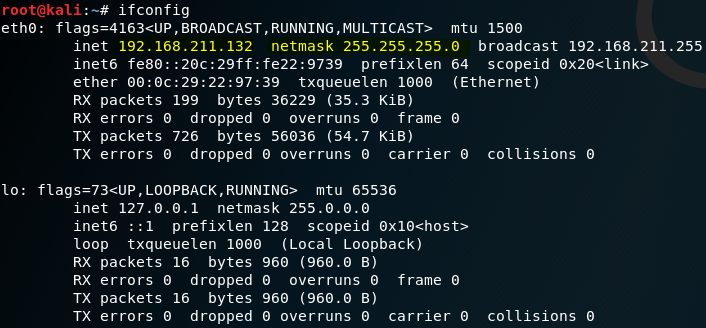 root@kali:~# ifconfig
eth0: flags=4163<UP,BROADCAST,RUNNING,MULTICAST>  mtu 1500
        inet 192.168.211.132  netmask 255.255.255.0  broadcast 192.168.211.255
        inet6 fe80::20c:29ff:fe22:9739  prefixlen 64  scopeid 0x20<link>
        ether 00:0c:29:22:97:39  txqueuelen 1000  (Ethernet)
        RX packets 199  bytes 36229 (35.3 KiB)
        RX errors 0  dropped 0  overruns 0  frame 0
        TX packets 726  bytes 56036 (54.7 KiB)
        TX errors 0  dropped 0 overruns 0  carrier 0  collisions 0

lo: flags=73<UP,LOOPBACK,RUNNING>  mtu 65536
        inet 127.0.0.1  netmask 255.0.0.0
        inet6 ::1  prefixlen 128  scopeid 0x10<host>
        loop  txqueuelen 1000  (Local Loopback)
        RX packets 16  bytes 960 (960.0 B)
        RX errors 0  dropped 0  overruns 0  frame 0
        TX packets 16  bytes 960 (960.0 B)
        TX errors 0  dropped 0 overruns 0  carrier 0  collisions 0